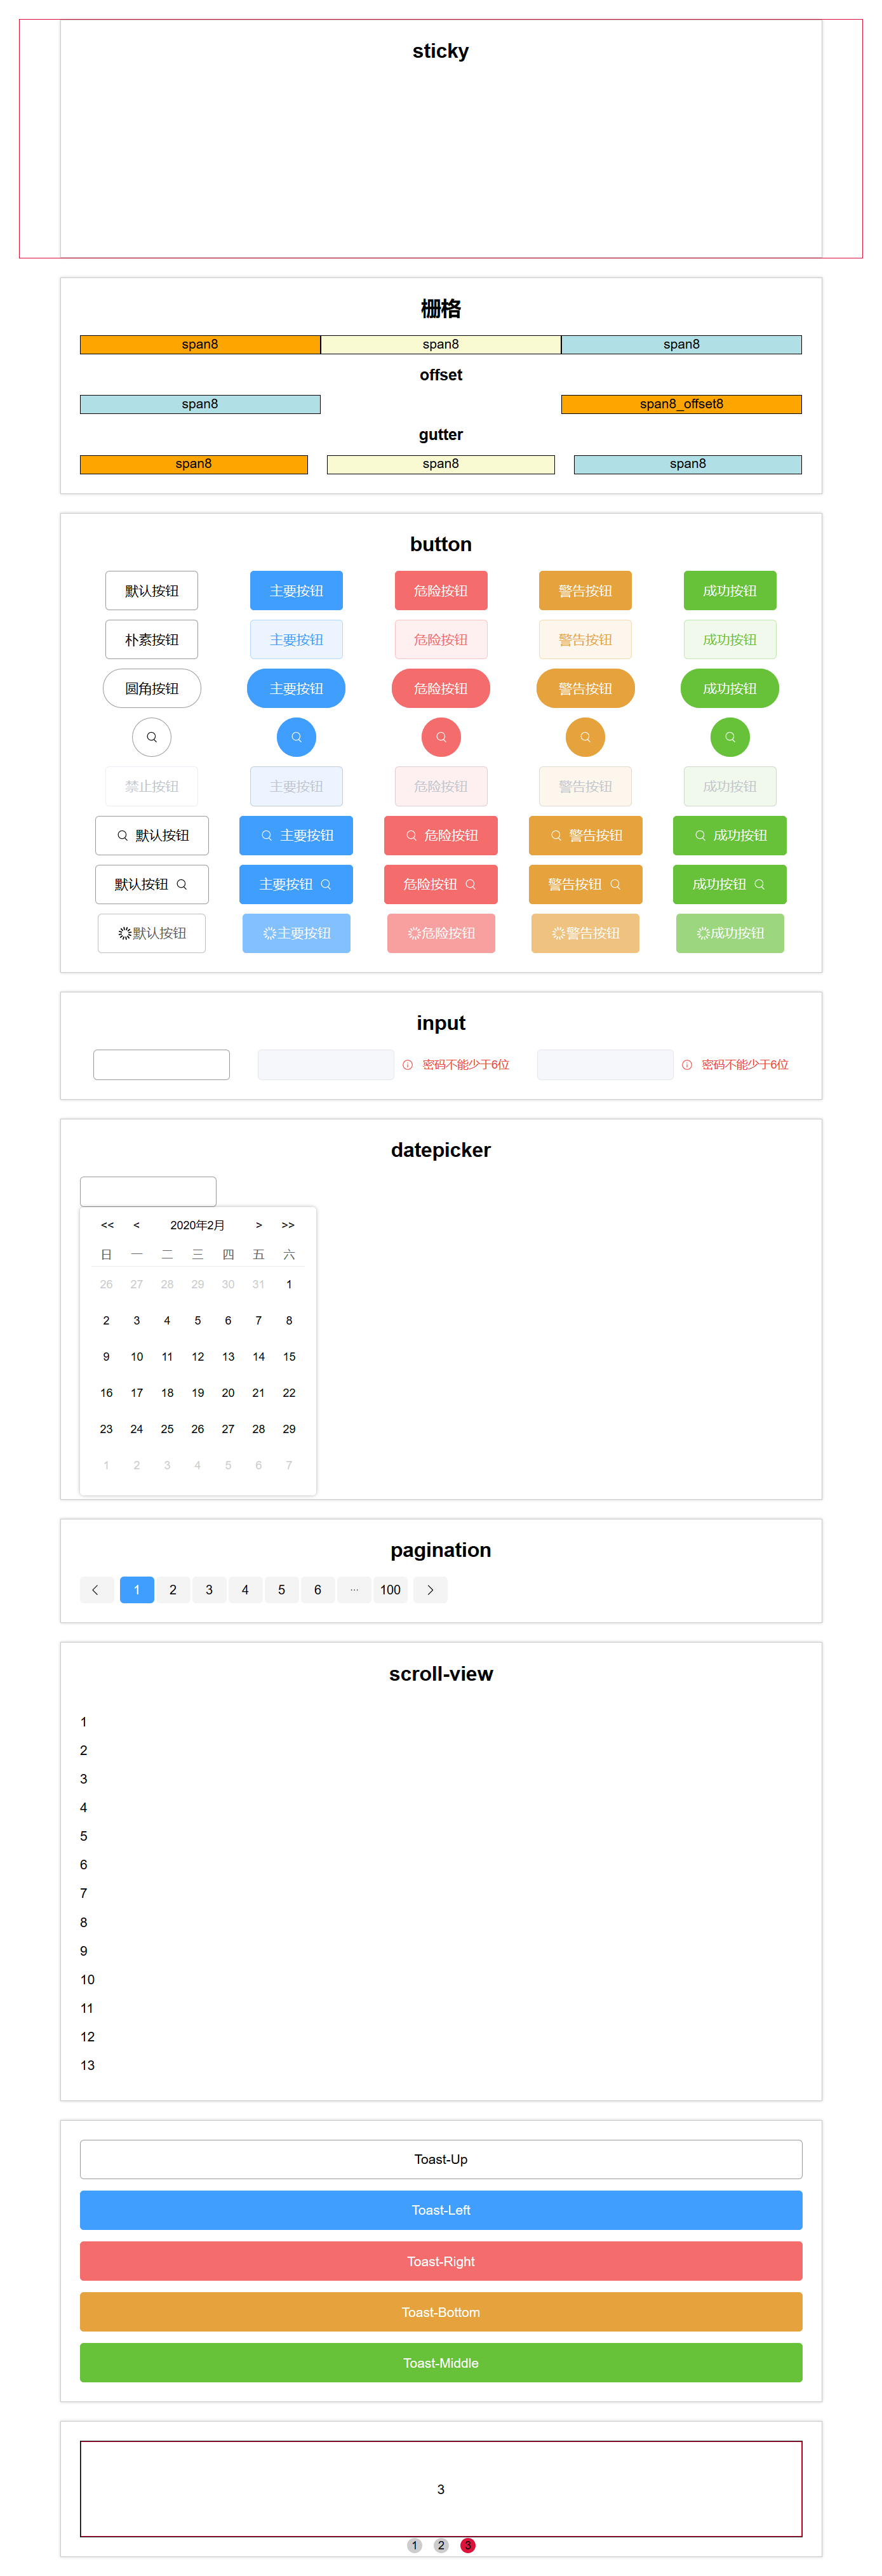 sticky
栅格
span8 span8 span8
offset
span8 span8_offset8
gutter
span8 span8 span8
button
默认按钮 主要按钮 危险按钮 警告按钮 成功按钮
朴素按钮 主要按钮 危险按钮 警告按钮 成功按钮
圆角按钮 主要按钮 危险按钮 警告按钮 成功按钮
禁止按钮 主要按钮 危险按钮 警告按钮 成功按钮
默认按钮 主要按钮 危险按钮 警告按钮 成功按钮
默认按钮 主要按钮 危险按钮 警告按钮 成功按钮
默认按钮 主要按钮 危险按钮 警告按钮 成功按钮
input
密码不能少于6位 密码不能少于6位
datepicker
<< < 2020年2月 > >>
日 一 二 三 四 五 六
26 27 28 29 30 31 1
2 3 4 5 6 7 8
9 10 11 12 13 14 15
16 17 18 19 20 21 22
23 24 25 26 27 28 29
1 2 3 4 5 6 7
pagination
1 2 3 4 5 6 ··· 100
scroll-view
1
2
3
4
5
6
7
8
9
10
11
12
13
Toast-Up
Toast-Left
Toast-Right
Toast-Bottom
Toast-Middle
3
1 2 3